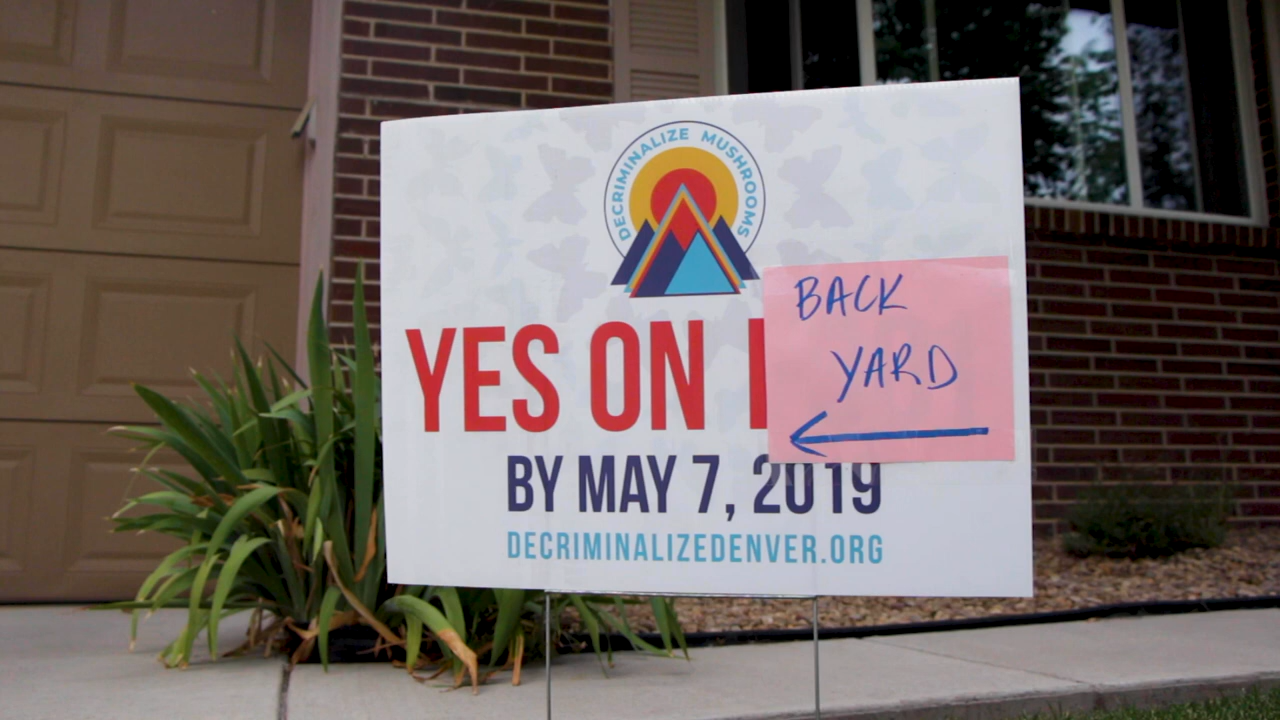 DECRIMINALIZE MUSHROOMS
YES ON
BACK
YARD
BY MAY 7, 2019
DECRIMINALIZEDENVER.ORG